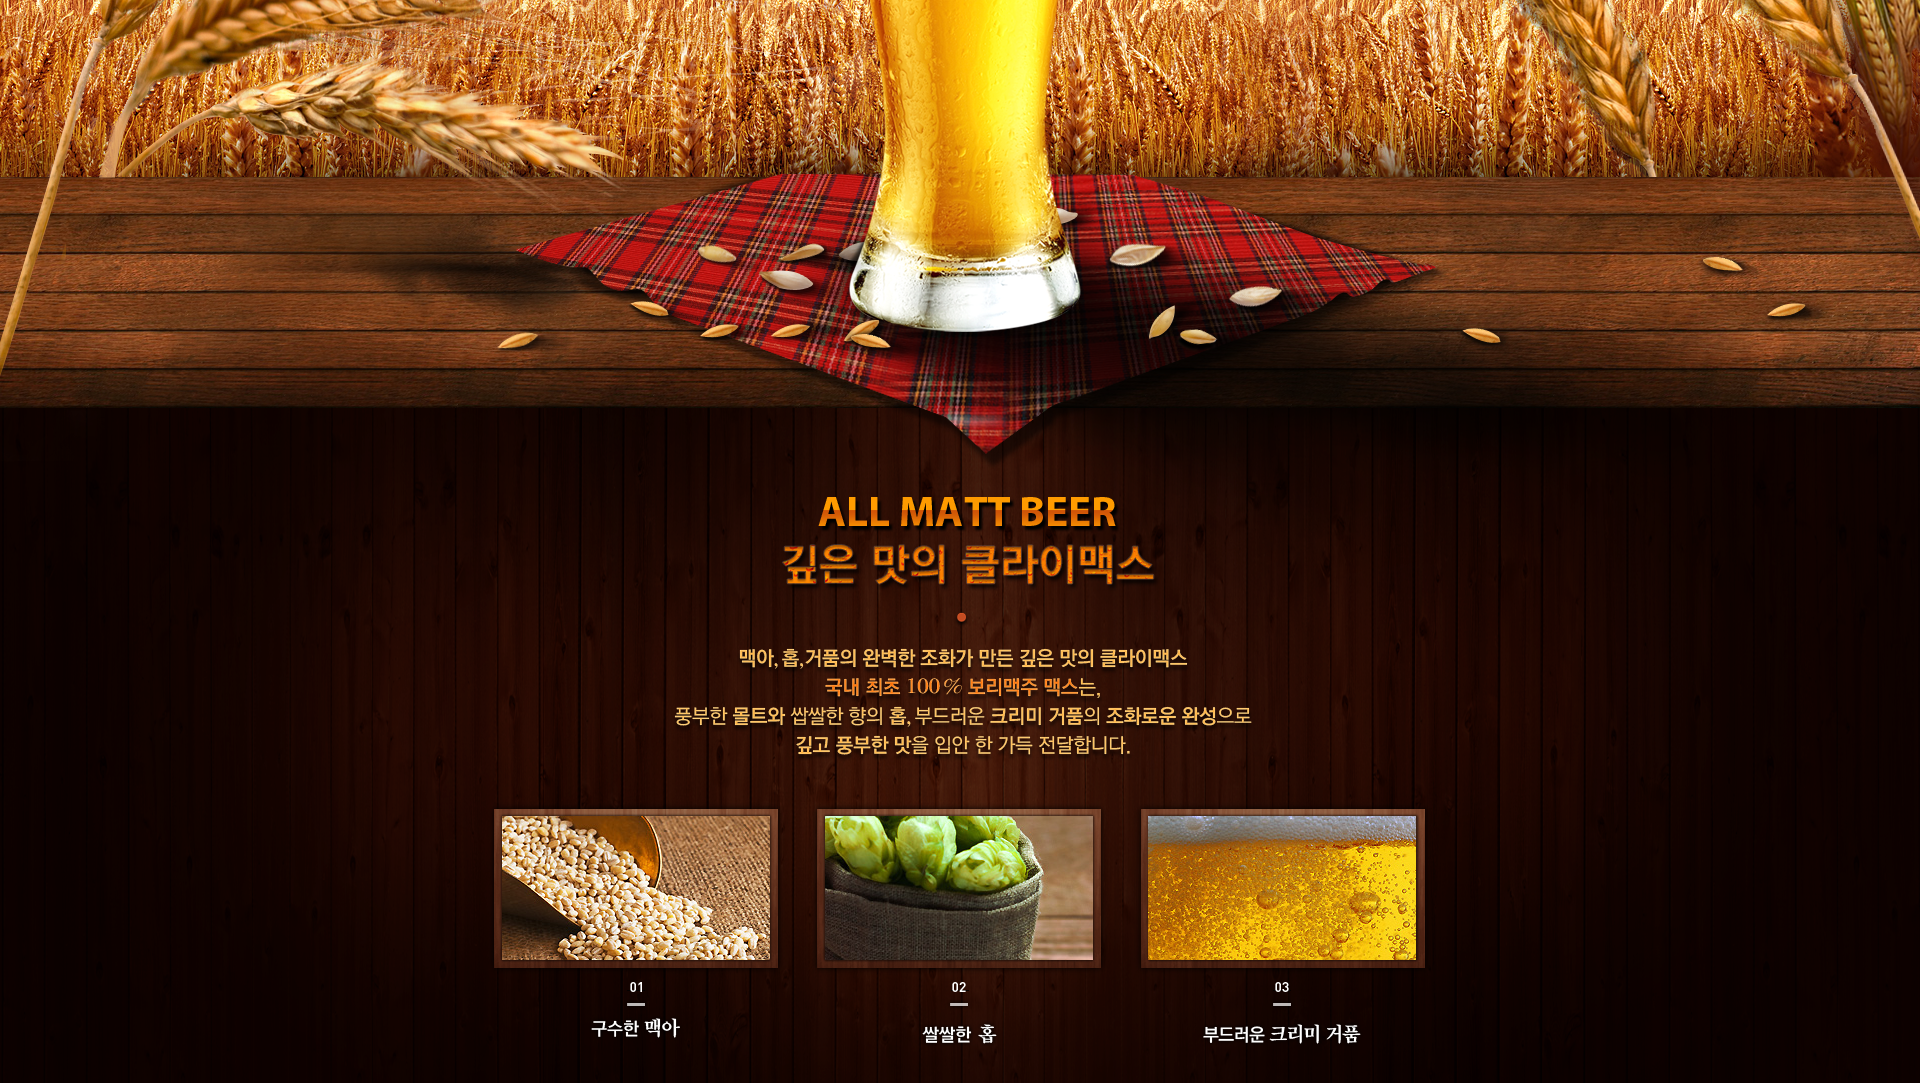 ALL MATT BEER
깊은 맛의 클라이맥스
맥아, 홉,거품의 완벽한 조화가 만든 깊은 맛의 클라이맥스
국내 최초 100% 보리맥주 맥스는,
풍부한 몰트와 쌉쌀한 향의 홉, 부드러운 크리미 거품의 조화로운 완성으로
깊고 풍부한 맛을 입안 한 가득 전달합니다.
01
구수한 맥아
02
쌀쌀한 홉
03
부드러운 크리미 거품